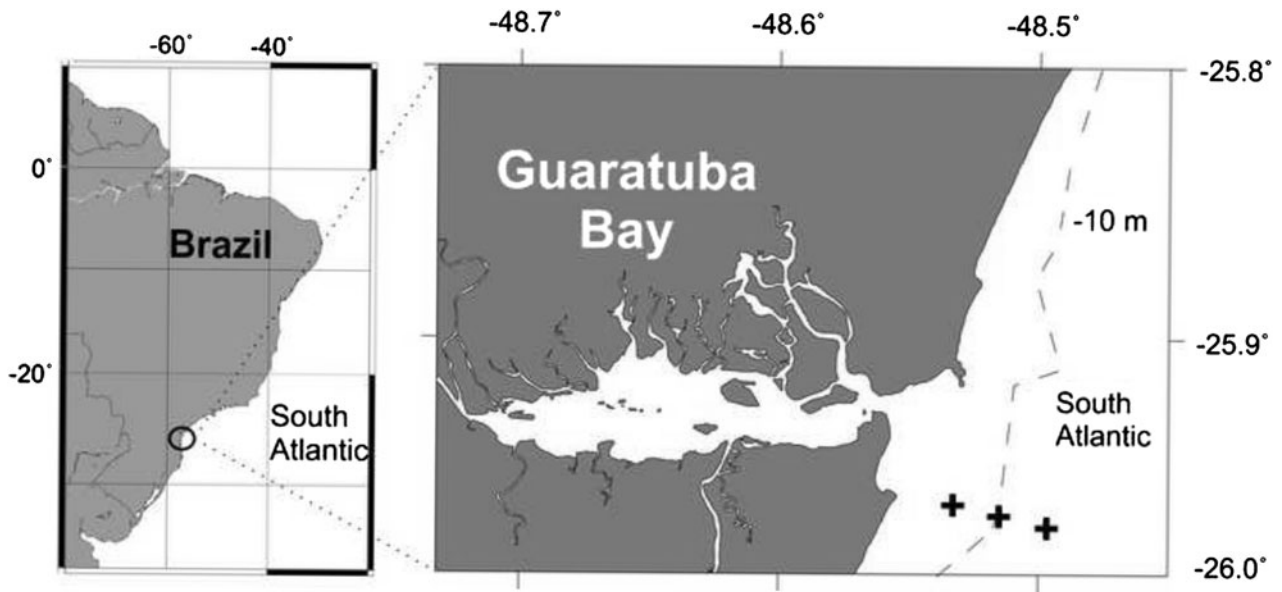 -60˚ -40˚
0˚
-20˚
Brazil
South
Atlantic
-48.7˚ -48.6˚ -48.5˚
-25.8˚
-25.9˚
-26.0˚
Guaratuba
Bay
-10 m
South
Atlantic